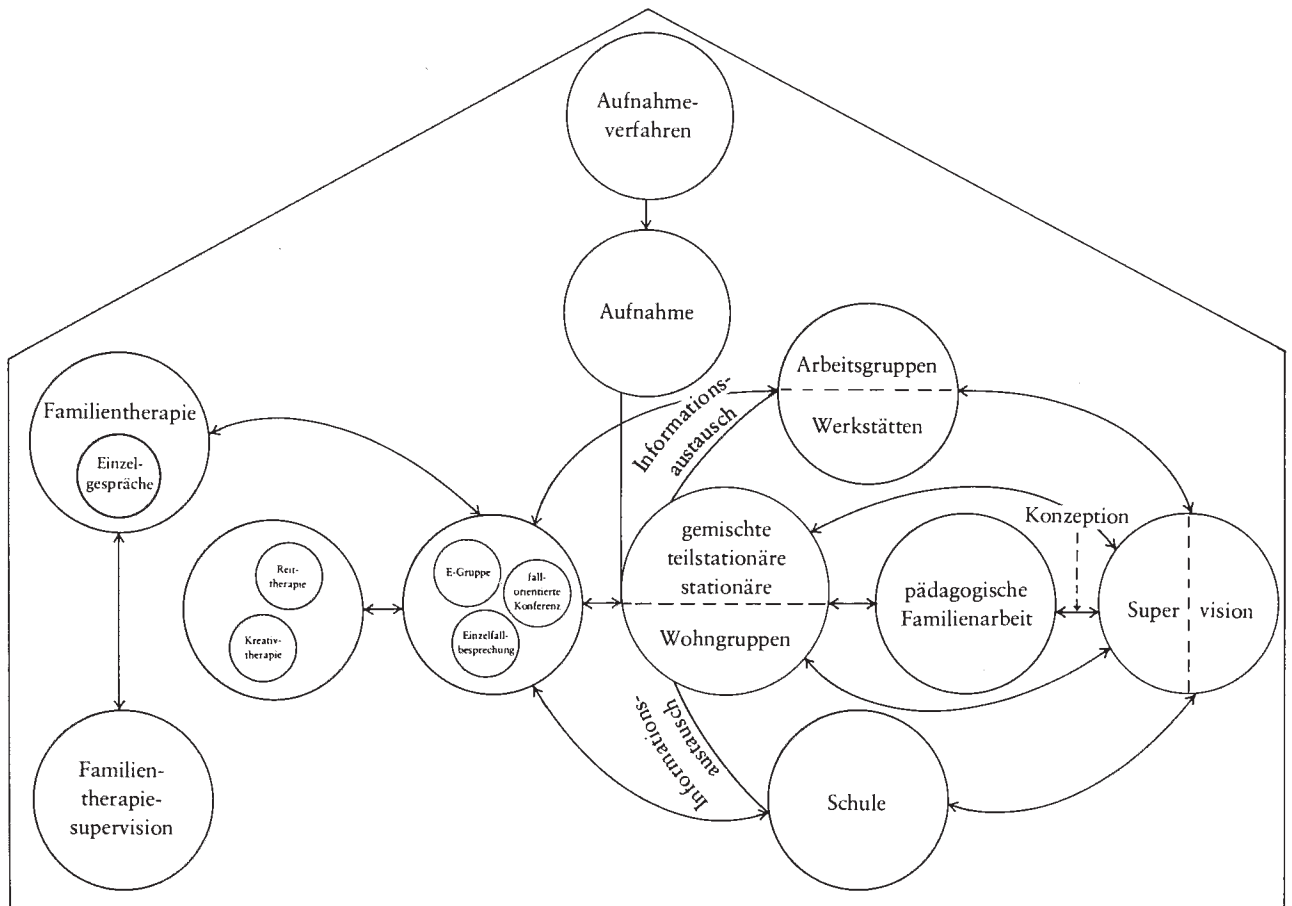 Aufnahme-
verfahren
Aufnahme
Arbeitsgruppen
Werkstätten
Informations-
austausch
Familientherapie
Einzel-
gespräche
Reit-
therapie
Kreativ-
therapie
E-Gruppe
fall-
orientierte
Konferenz
Einzelfall-
besprechung
gemischte
teilstationäre
stationäre
Wohngruppen
Konzeption
pädagogische
Familienarbeit
Super vision
Informations-
austausch
Familien-
therapie-
supervision
Schule